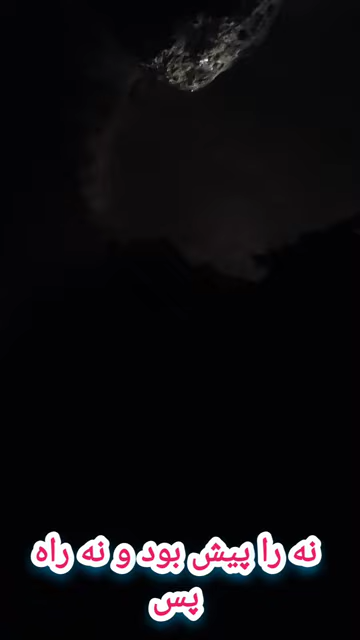 نه را پیش بود و نه راه
پس